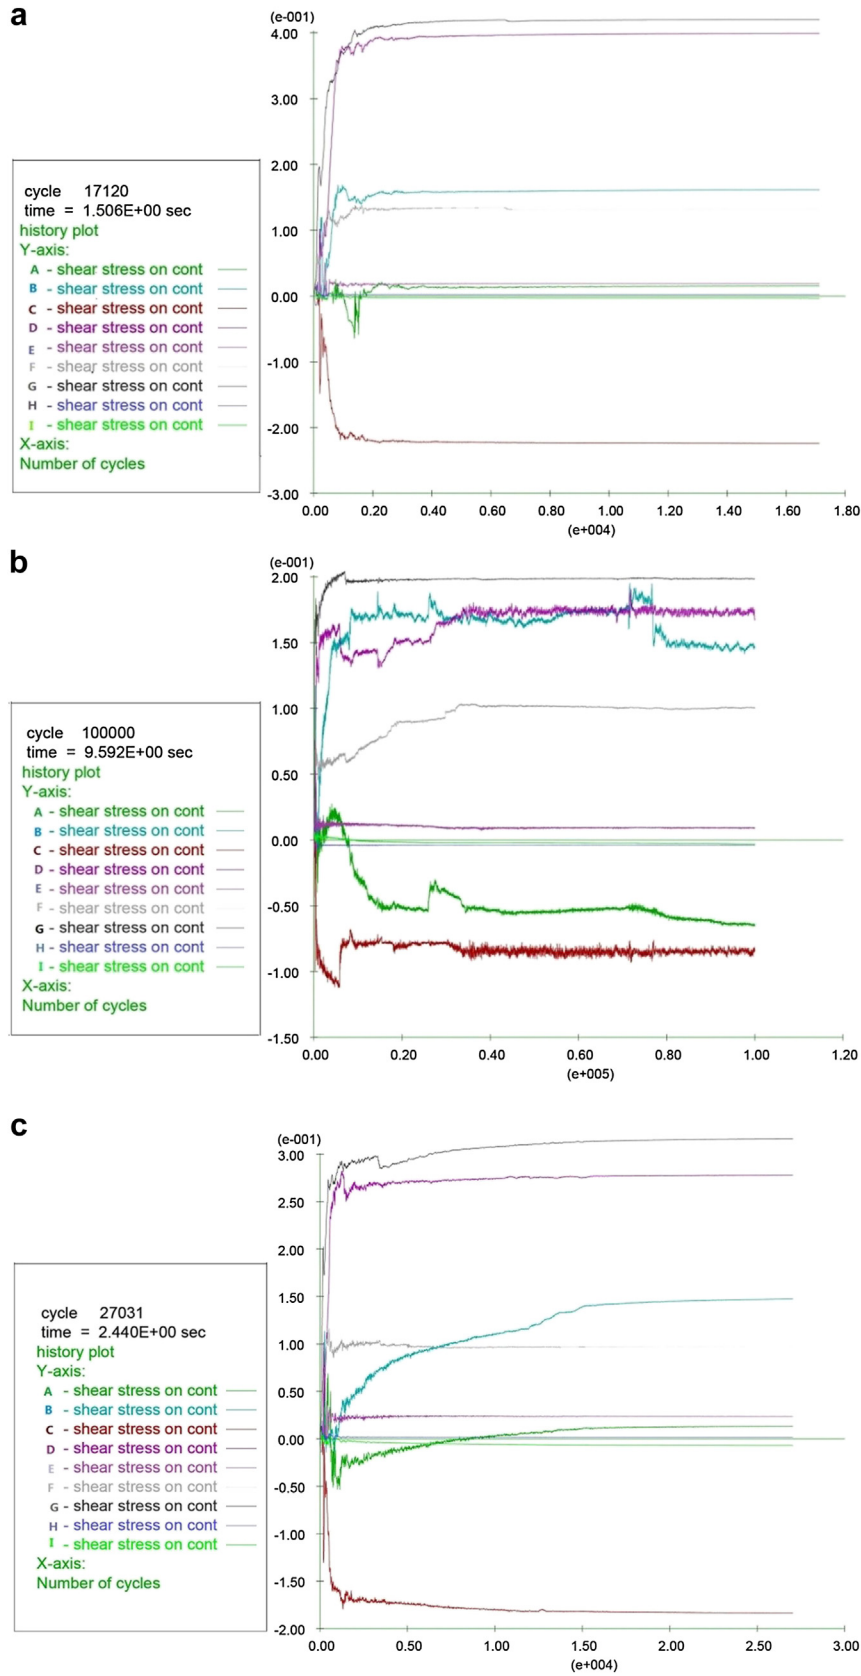 a
(e-001)
4.00
3.00
2.00
1.00
0.00
-1.00
-2.00
-3.00
0.00 0.20 0.40 0.60 0.80 1.00 1.20 1.40 1.60 1.80
(e+004)
cycle 17120
time = 1.506E+00 sec
history plot
Y-axis:
A - shear stress on cont
B - shear stress on cont
C - shear stress on cont
D - shear stress on cont
E - shear stress on cont
F - shear stress on cont
G - shear stress on cont
H - shear stress on cont
I - shear stress on cont
X-axis:
Number of cycles
b
(e-001)
2.00
1.50
1.00
0.50
0.00
-0.50
-1.00
-1.50
0.00 0.20 0.40 0.60 0.80 1.00 1.20
(e+005)
cycle 100000
time = 9.592E+00 sec
history plot
Y-axis:
A - shear stress on cont
B - shear stress on cont
C - shear stress on cont
D - shear stress on cont
E - shear stress on cont
F - shear stress on cont
G - shear stress on cont
H - shear stress on cont
I - shear stress on cont
X-axis:
Number of cycles
c
(e-001)
3.00
2.50
2.00
1.50
1.00
0.50
0.00
-0.50
-1.00
-1.50
-2.00
0.00 0.50 1.00 1.50 2.00 2.50 3.00
(e+004)
cycle 27031
time = 2.440E+00 sec
history plot
Y-axis:
A - shear stress on cont
B - shear stress on cont
C - shear stress on cont
D - shear stress on cont
E - shear stress on cont
F - shear stress on cont
G - shear stress on cont
H - shear stress on cont
I - shear stress on cont
X-axis:
Number of cycles